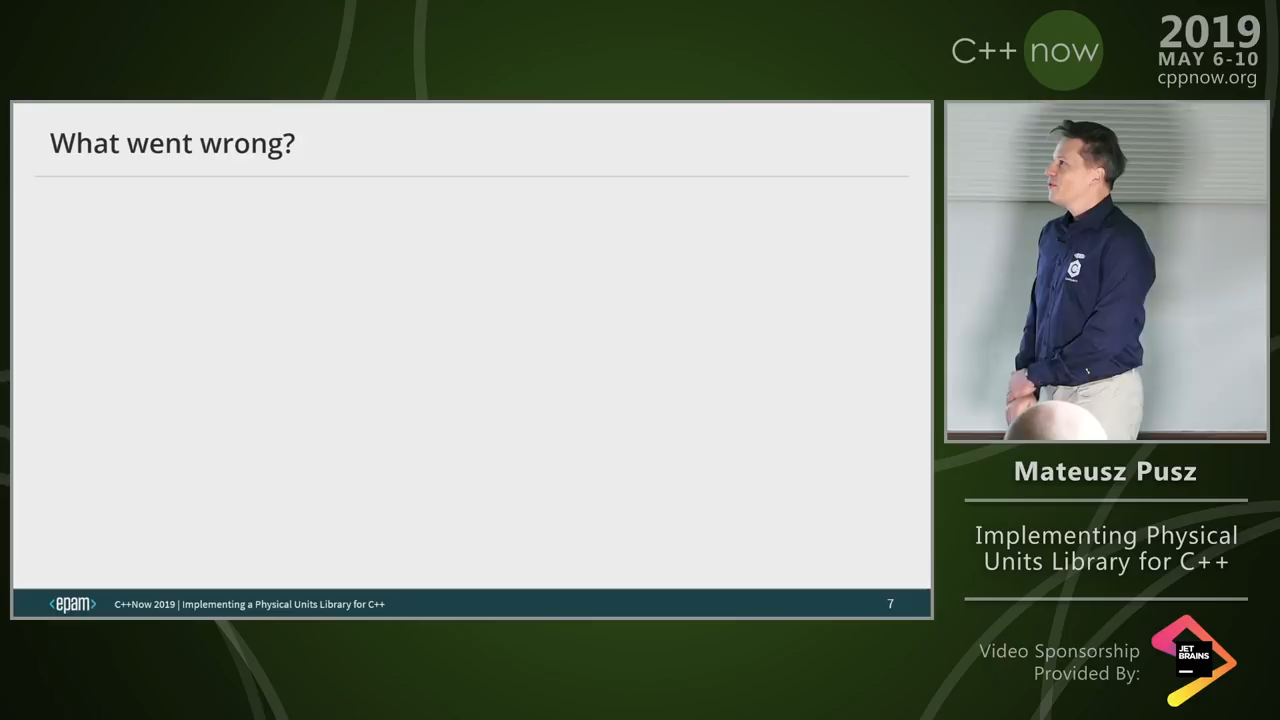 C++ now
2019
MAY 6-10
cppnow.org
What went wrong?
<epam>
C++Now 2019 | Implementing a Physical Units Library for C++
7
Mateusz Pusz
Implementing Physical
Units Library for C++
Video Sponsorship
Provided By:
JET
BRAINS